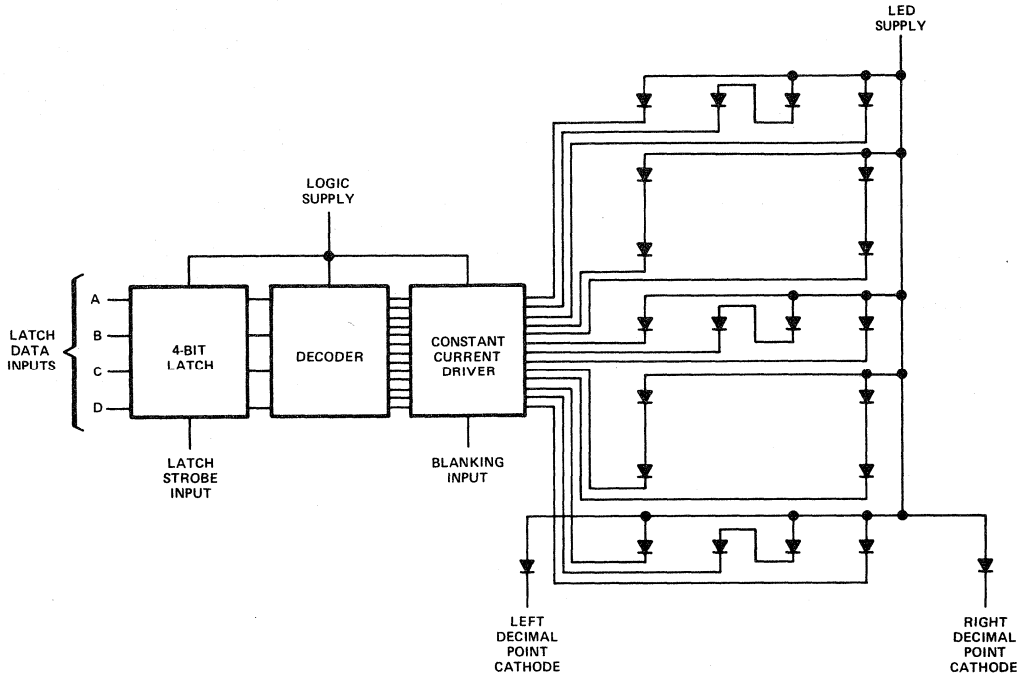 LED
SUPPLY
LOGIC
SUPPLY
LATCH
DATA
INPUTS
A
B
C
D
4-BIT
LATCH
DECODER
CONSTANT
CURRENT
DRIVER
LATCH
STROBE
INPUT
BLANKING
INPUT
LEFT
DECIMAL
POINT
CATHODE
RIGHT
DECIMAL
POINT
CATHODE